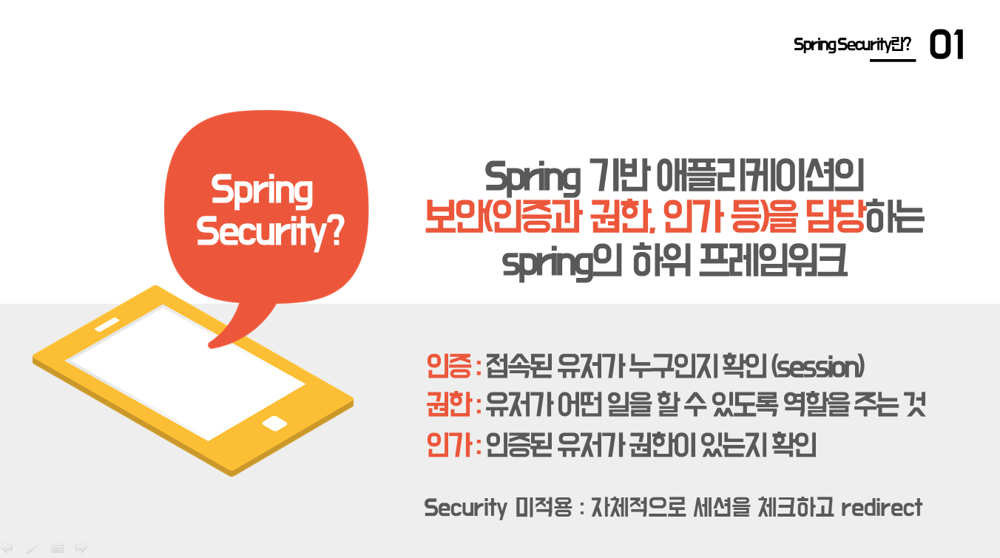 Spring Security란? 01
Spring
Security?
Spring 기반 애플리케이션의
보안(인증과 권한, 인가 등)을 담당하는
spring의 하위 프레임워크
인증 : 접속된 유저가 누구인지 확인 (session)
권한 : 유저가 어떤 일을 할 수 있도록 역할을 주는 것
인가 : 인증된 유저가 권한이 있는지 확인
Security 미적용 : 자체적으로 세션을 체크하고 redirect